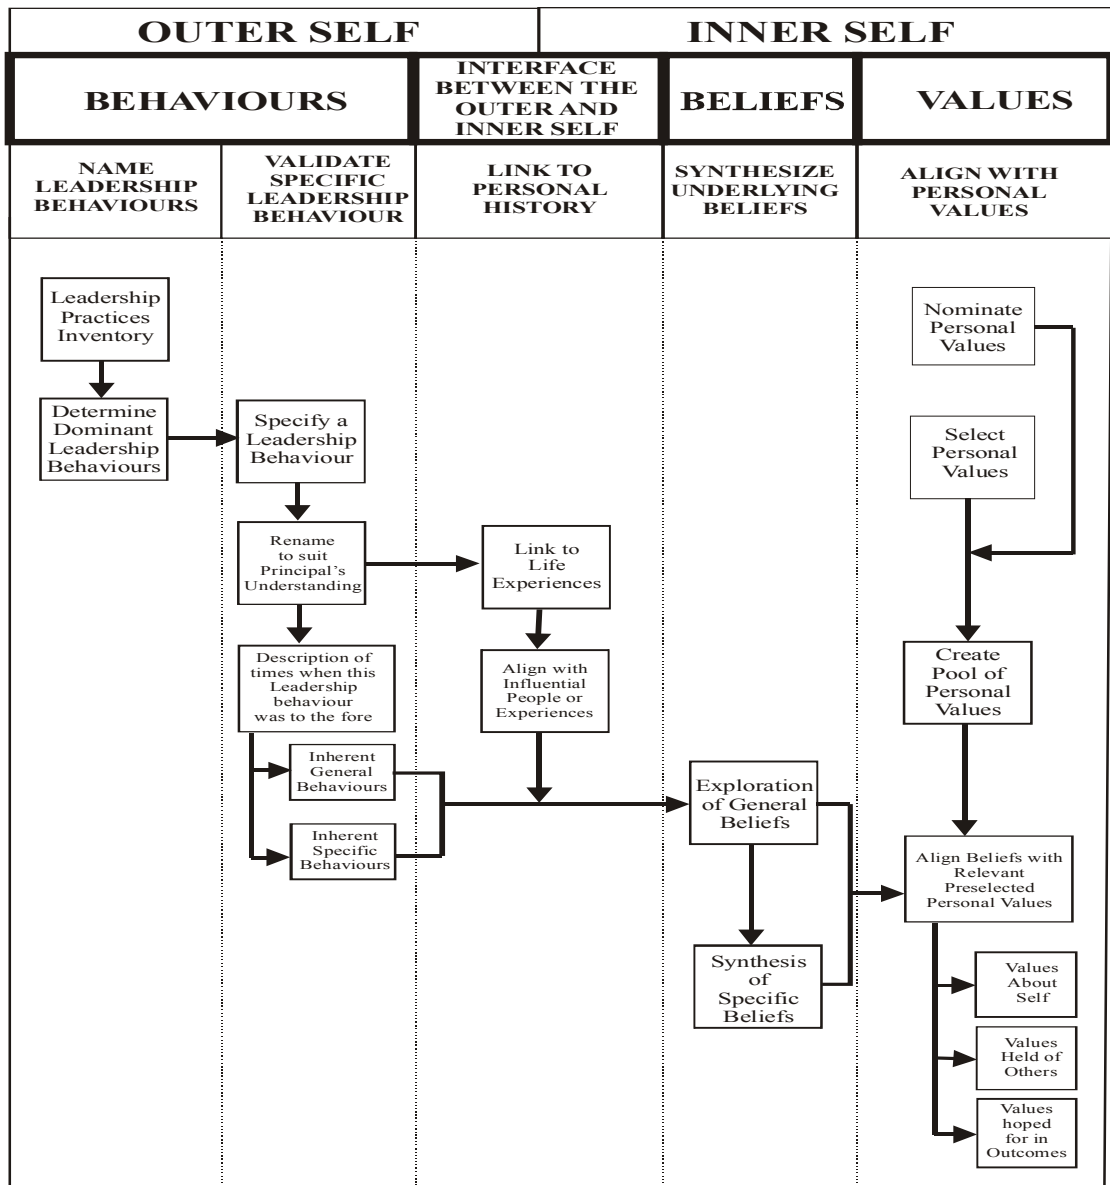 OUTER SELF
INNER SELF
BEHAVIOURS
INTERFACE
BETWEEN THE
OUTER AND
INNER SELF
BELIEFS
VALUES
NAME
LEADERSHIP
BEHAVIOURS
VALIDATE
SPECIFIC
LEADERSHIP
BEHAVIOUR
LINK TO
PERSONAL
HISTORY
SYNTHESIZE
UNDERLYING
BELIEFS
ALIGN WITH
PERSONAL
VALUES
Leadership
Practices
Inventory
Determine
Dominant
Leadership
Behaviours
Specify a
Leadership
Behaviour
Rename
to suit
Principal's
Understanding
Description of
times when this
Leadership
behaviour
was to the fore
Inherent
General
Behaviours
Inherent
Specific
Behaviours
Link to
Life
Experiences
Align with
Influential
People or
Experiences
Exploration
of General
Beliefs
Synthesis
of
Specific
Beliefs
Nominate
Personal
Values
Select
Personal
Values
Create
Pool of
Personal
Values
Align Beliefs with
Relevant
Preselected
Personal Values
Values
About
Self
Values
Held of
Others
Values
hoped
for in
Outcomes